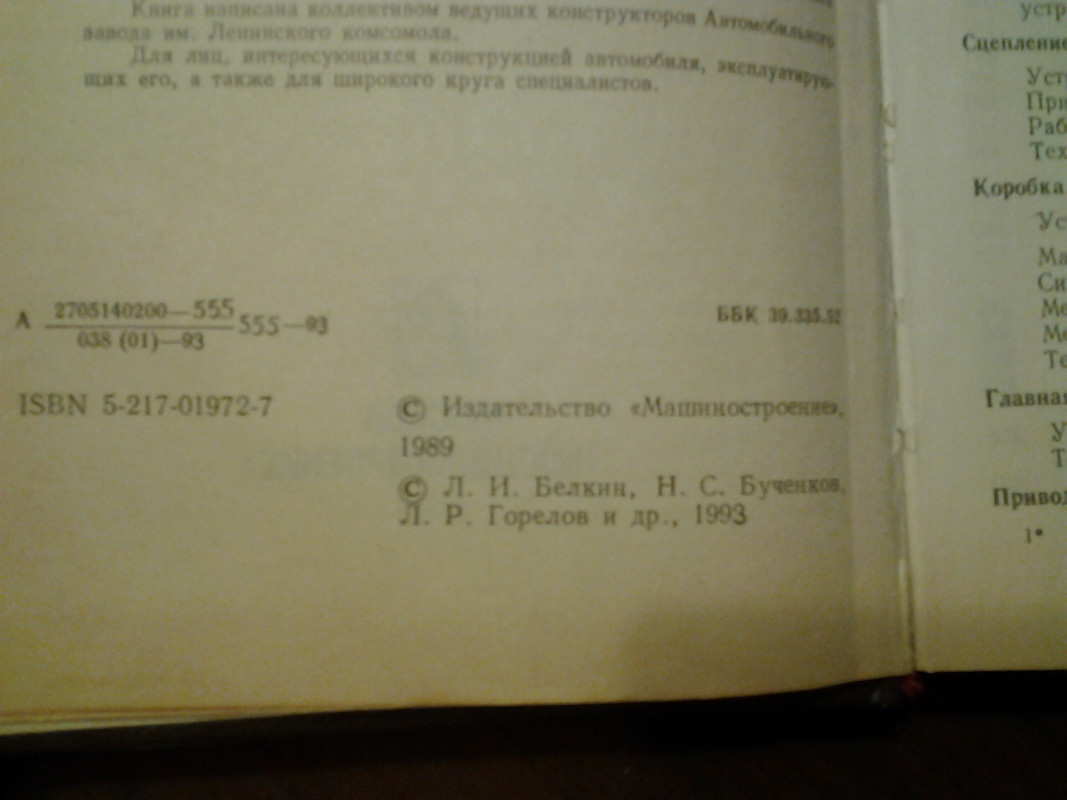 Книга написана коллективом ведущих конструкторов Автомобильного
завода им. Ленинского комсомола.
Для лиц, интересующихся конструкцией автомобиля, эксплуатирую-
щих его, а также для широкого круга специалистов.
А 2705140200—555
038 (01)—93
555—93
ББК 39.335.52
ISBN 5-217-01972-7
© Издательство «Машиностроение»,
1989
© Л. И. Белкин, Н. С. Бученков,
Л. Р. Горелов и др., 1993
устр
Сцепление
Устр
При
Раб
Тех
Коробка
Ус
Ма
Си
Ме
Ме
Те
Главная
У
Т
Привод
1*